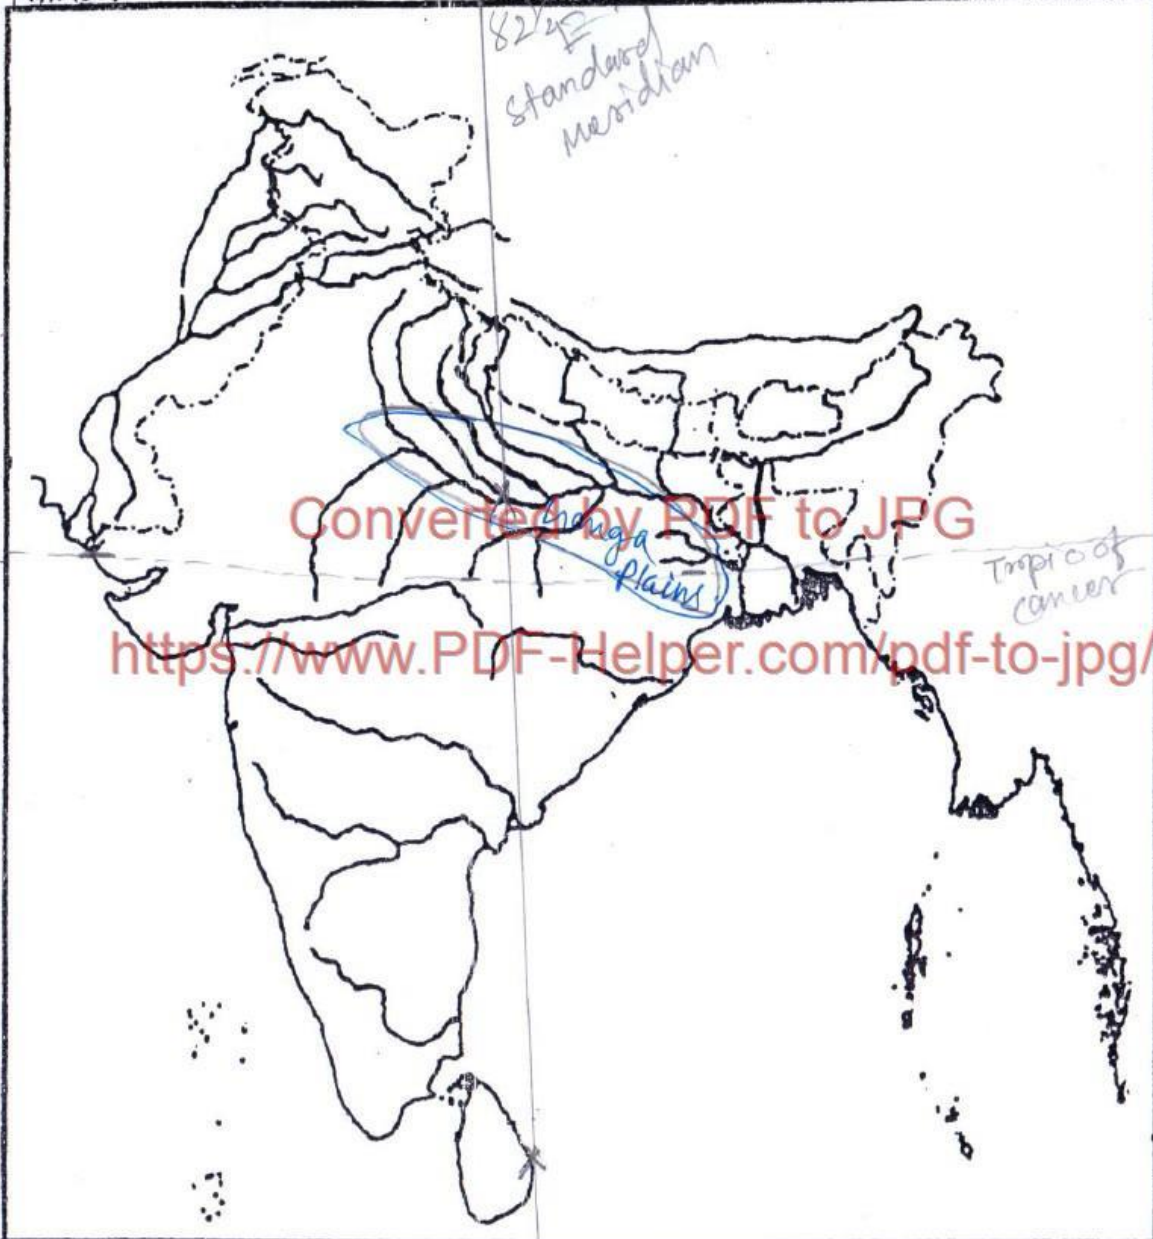 82½E
standard
meridian
Converted by PDF to JPG
Ganga
plains
Tropic of
cancer
https://www.PDF-Helper.com/pdf-to-jpg/